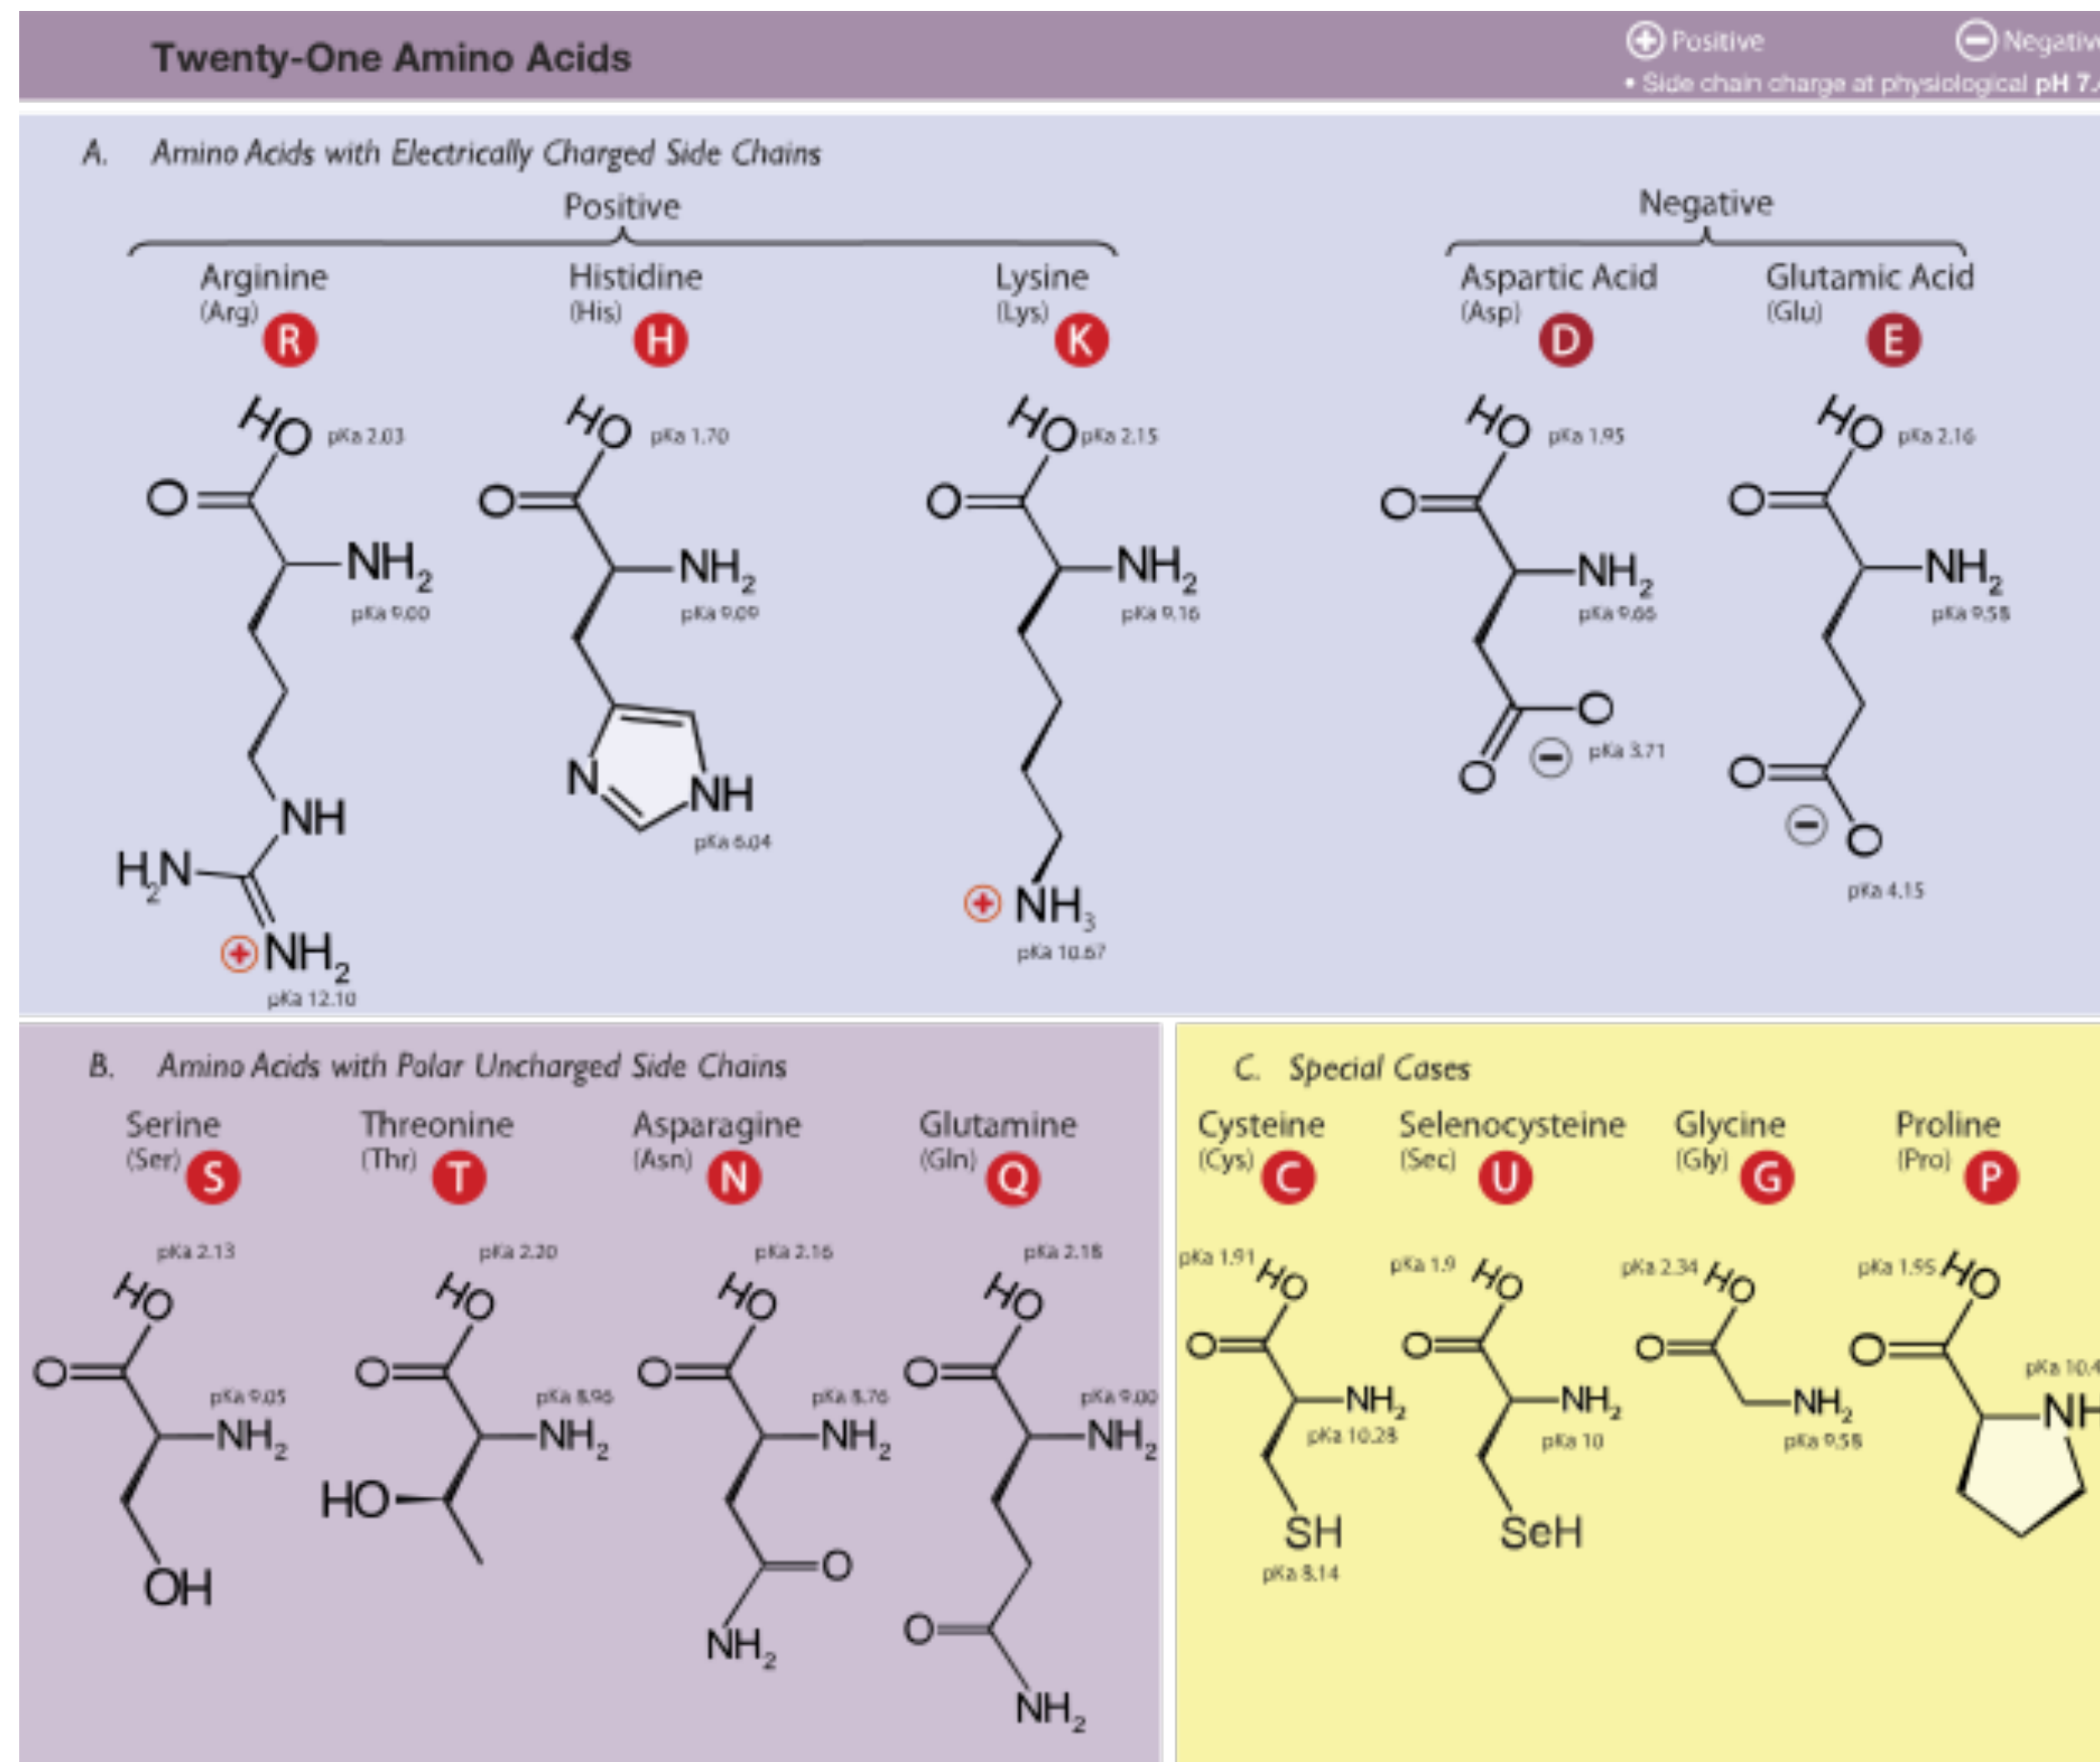 Twenty-One Amino Acids
Positive
Negative
• Side chain charge at physiological pH 7.
A. Amino Acids with Electrically Charged Side Chains
Positive
Negative
Arginine
(Arg)
R
Histidine
(His)
H
Lysine
(Lys)
K
Aspartic Acid
(Asp)
D
Glutamic Acid
(Glu)
E
HO pKa 2.03
O
NH2
pKa 9.00
NH
H2N
NH2
pKa 12.10
HO pKa 1.70
O
NH2
pKa 9.09
N
NH
pKa 6.04
HO pKa 2.15
O
NH2
pKa 9.16
NH3
pKa 10.67
HO pKa 1.95
O
NH2
pKa 9.66
O
pKa 3.71
O
HO pKa 2.16
O
NH2
pKa 9.58
O
O
pKa 4.15
B. Amino Acids with Polar Uncharged Side Chains
Serine
(Ser)
S
Threonine
(Thr)
T
Asparagine
(Asn)
N
Glutamine
(Gln)
Q
pKa 2.13
HO
O
pKa 9.05
NH2
OH
pKa 2.20
HO
O
pKa 8.96
NH2
HO
pKa 2.16
HO
O
pKa 8.76
NH2
O
NH2
pKa 2.18
HO
O
pKa 9.00
NH2
O
NH2
C. Special Cases
Cysteine
(Cys)
C
Selenocysteine
(Sec)
U
Glycine
(Gly)
G
Proline
(Pro)
P
pKa 1.91 HO
O
NH2
pKa 10.28
SH
pKa 8.14
pKa 1.9 HO
O
NH2
pKa 10
SeH
pKa 2.34 HO
O
NH2
pKa 9.58
pKa 1.95 HO
O
pKa 10.4
NH